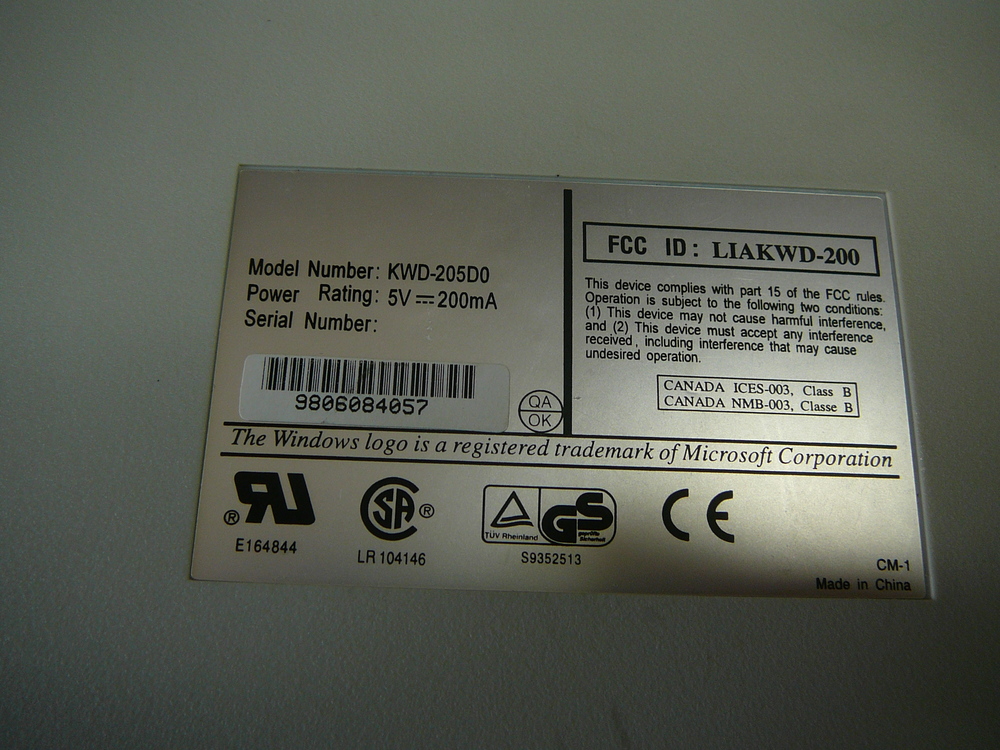 Model Number: KWD-205D0
Power Rating: 5V⎓200mA
Serial Number:
9806084057
QA
OK
FCC ID: LIAKWD-200
This device complies with part 15 of the FCC rules.
Operation is subject to the following two conditions:
(1) This device may not cause harmful interference,
and (2) This device must accept any interference
received, including interference that may cause
undesired operation.
CANADA ICES-003, Class B
CANADA NMB-003, Classe B
The Windows logo is a registered trademark of Microsoft Corporation
® RU
E164844
SA ®
LR 104146
TÜV Rheinland
GS
geprüfte
Sicherheit
S9352513
CE
CM-1
Made in China